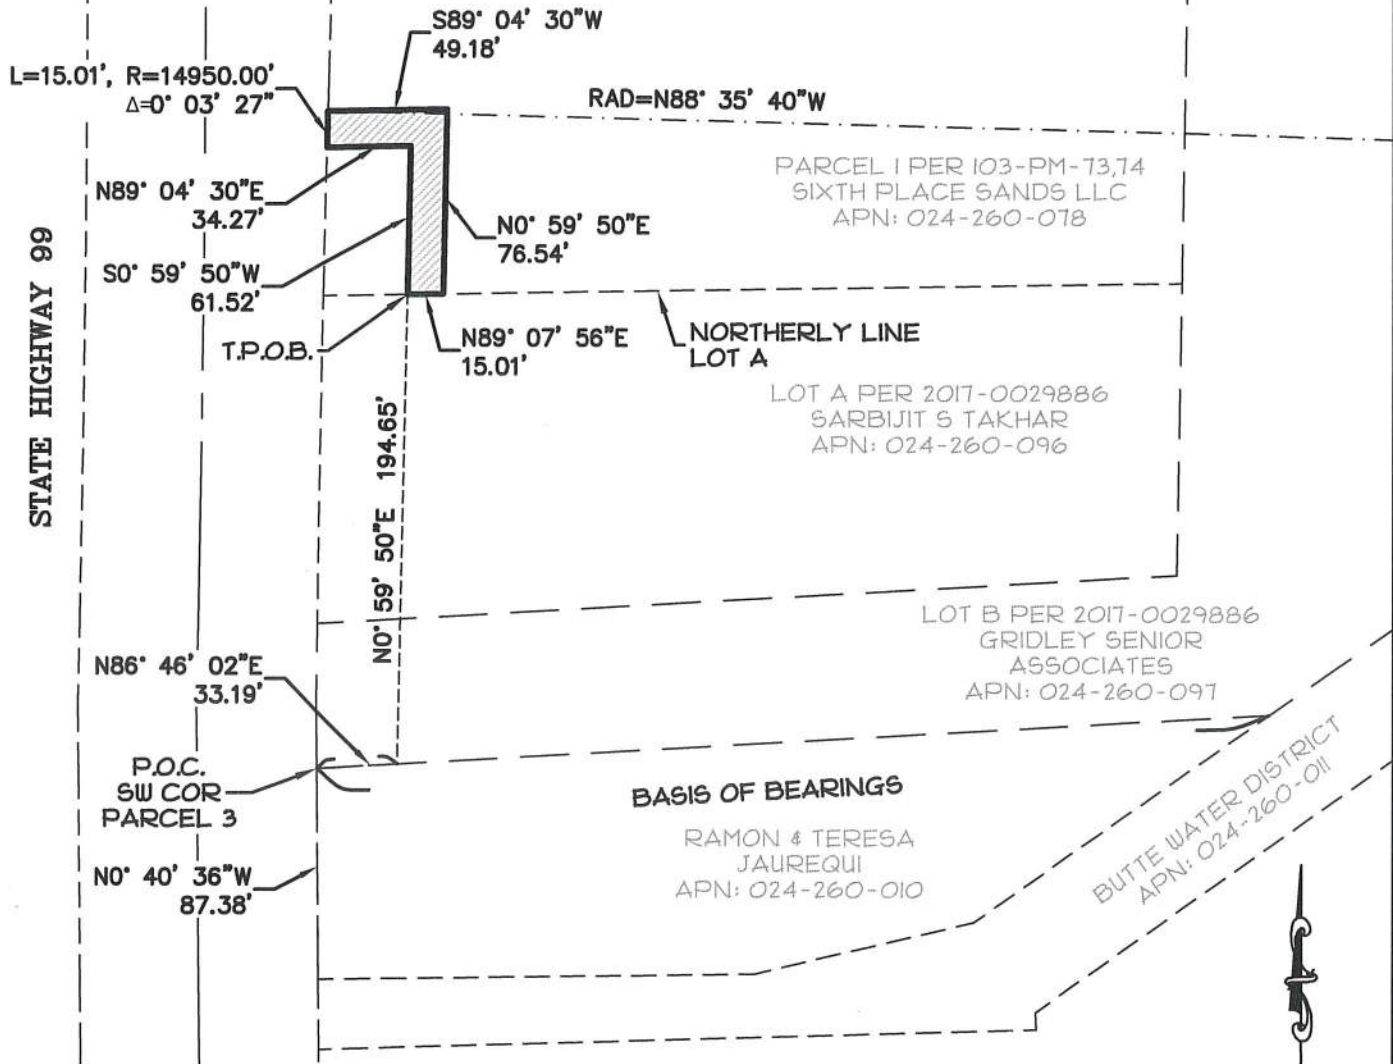 S89° 04' 30"W
49.18'
L=15.01', R=14950.00'
Δ=0° 03' 27"
RAD=N88° 35' 40"W
PARCEL 1 PER 103-PM-73,74
SIXTH PLACE SANDS LLC
APN: 024-260-078
N89° 04' 30"E
34.27'
N0° 59' 50"E
76.54'
STATE HIGHWAY 99
S0° 59' 50"W
61.52'
T.P.O.B.
N89° 07' 56"E
15.01'
NORTHERLY LINE
LOT A
LOT A PER 2017-0029886
SARBIJIT S TAKHAR
APN: 024-260-096
N0° 59' 50"E 194.65'
LOT B PER 2017-0029886
GRIDLEY SENIOR
ASSOCIATES
APN: 024-260-097
N86° 46' 02"E
33.19'
P.O.C.
SW COR
PARCEL 3
BASIS OF BEARINGS
RAMON & TERESA
JAUREQUI
APN: 024-260-010
BUTTE WATER DISTRICT
APN: 024-260-011
N0° 40' 36"W
87.38'